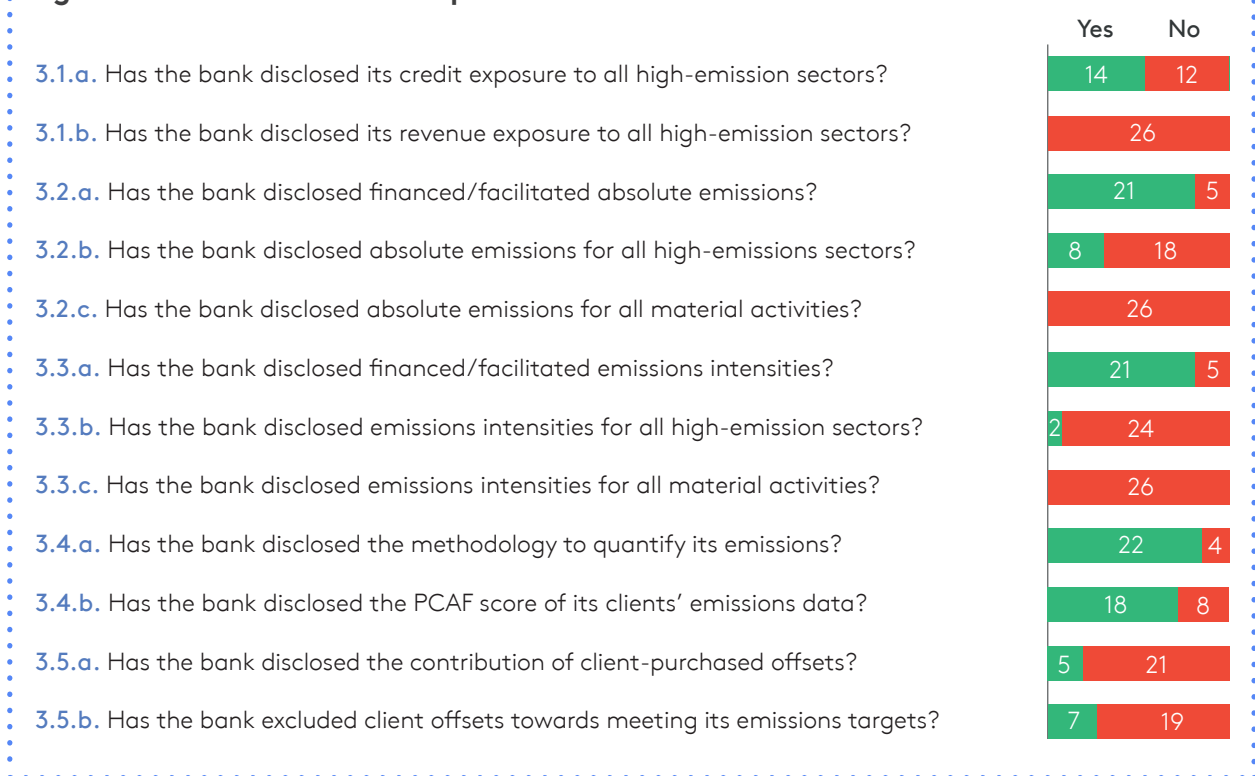 Yes No
3.1.a. Has the bank disclosed its credit exposure to all high-emission sectors? 14 12
3.1.b. Has the bank disclosed its revenue exposure to all high-emission sectors? 26
3.2.a. Has the bank disclosed financed/facilitated absolute emissions? 21 5
3.2.b. Has the bank disclosed absolute emissions for all high-emissions sectors? 8 18
3.2.c. Has the bank disclosed absolute emissions for all material activities? 26
3.3.a. Has the bank disclosed financed/facilitated emissions intensities? 21 5
3.3.b. Has the bank disclosed emissions intensities for all high-emission sectors? 2 24
3.3.c. Has the bank disclosed emissions intensities for all material activities? 26
3.4.a. Has the bank disclosed the methodology to quantify its emissions? 22 4
3.4.b. Has the bank disclosed the PCAF score of its clients’ emissions data? 18 8
3.5.a. Has the bank disclosed the contribution of client-purchased offsets? 5 21
3.5.b. Has the bank excluded client offsets towards meeting its emissions targets? 7 19